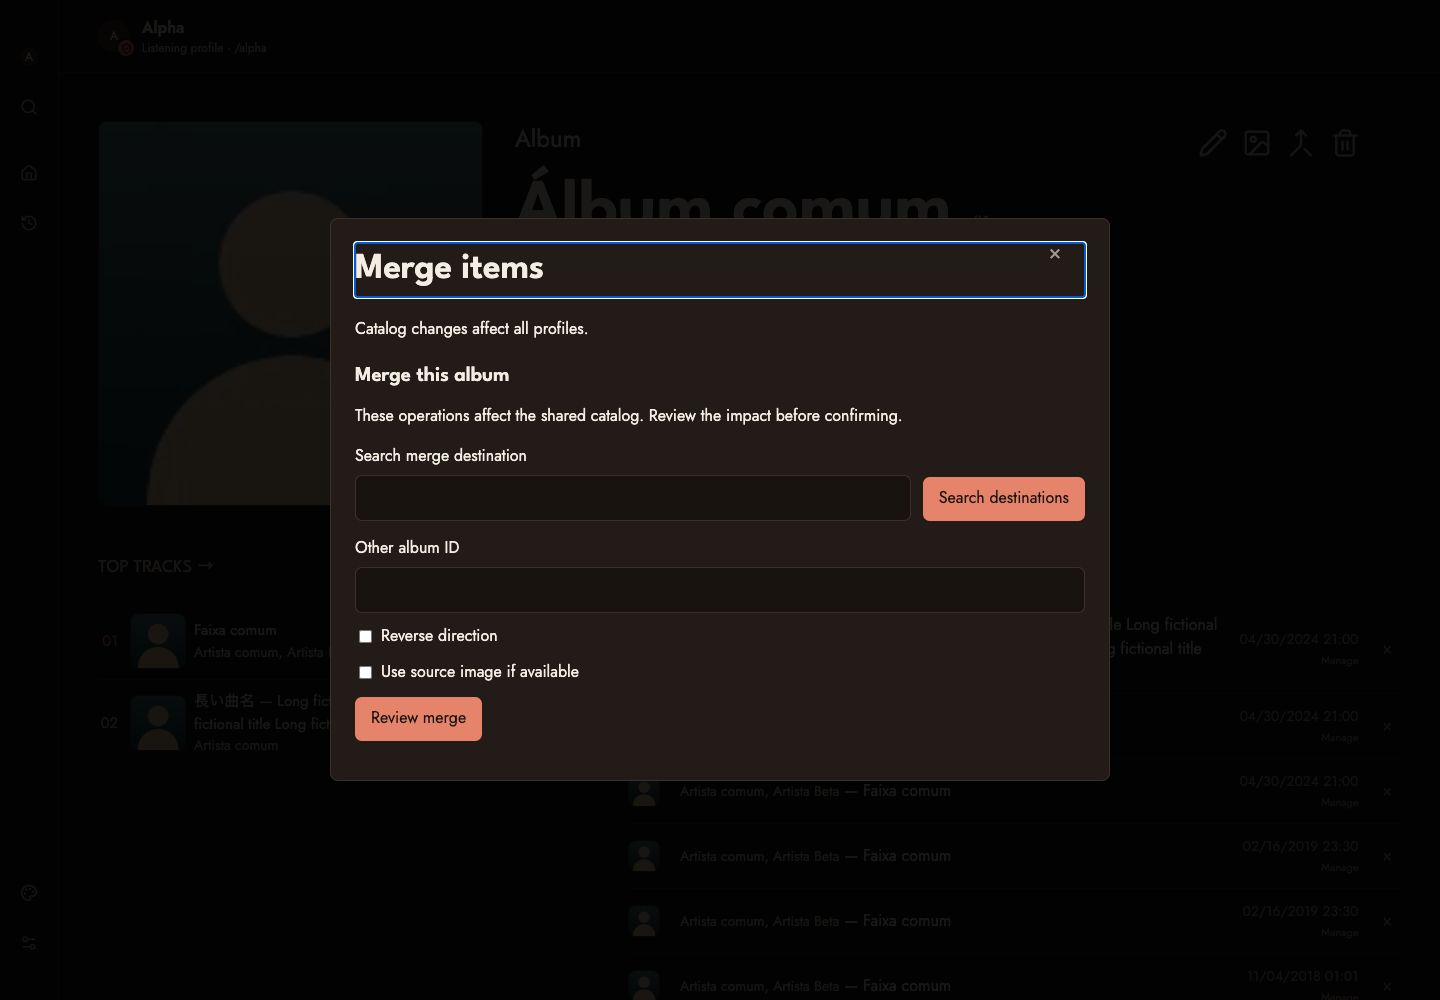 A
Alpha
Listening profile · /alpha
A
Album
Álbum comum
Merge items
×
Catalog changes affect all profiles.
Merge this album
These operations affect the shared catalog. Review the impact before confirming.
Search merge destination
Search destinations
Other album ID
Reverse direction
Use source image if available
Review merge
TOP TRACKS →
01
Faixa comum
Artista comum, Artista
02
長い曲名 — Long
fictional title Long
Artista comum
Long fictional
fictional title
04/30/2024 21:00
Manage
×
04/30/2024 21:00
Manage
×
Artista comum, Artista Beta — Faixa comum
04/30/2024 21:00
Manage
×
Artista comum, Artista Beta — Faixa comum
02/16/2019 23:30
Manage
×
Artista comum, Artista Beta — Faixa comum
02/16/2019 23:30
Manage
×
Artista comum, Artista Beta — Faixa comum
11/04/2018 01:01
Manage
×